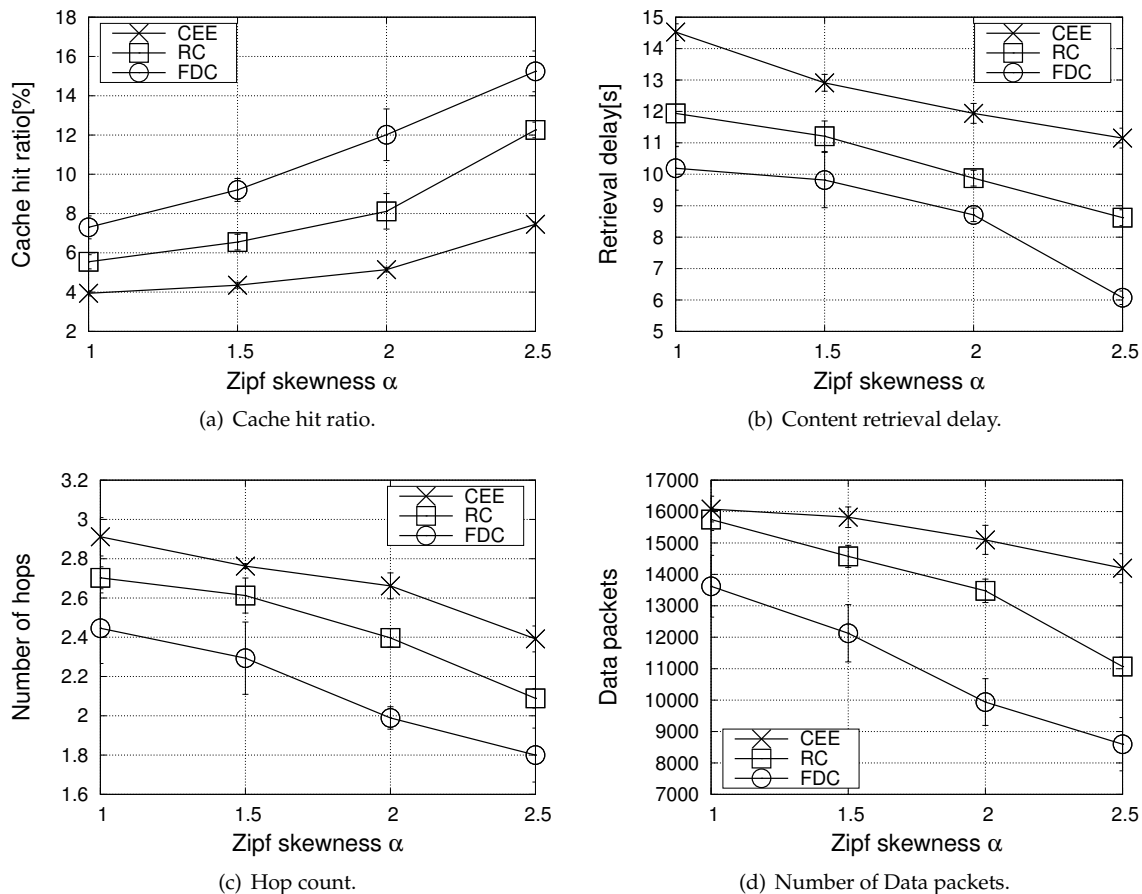 18
16
14
12
10
8
6
4
2
Cache hit ratio[%]
CEE
RC
FDC
1
1.5
2
2.5
Zipf skewness α
(a) Cache hit ratio.
15
14
13
12
11
10
9
8
7
6
5
Retrieval delay[s]
CEE
RC
FDC
1
1.5
2
2.5
Zipf skewness α
(b) Content retrieval delay.
3.2
3
2.8
2.6
2.4
2.2
2
1.8
1.6
Number of hops
CEE
RC
FDC
1
1.5
2
2.5
Zipf skewness α
(c) Hop count.
17000
16000
15000
14000
13000
12000
11000
10000
9000
8000
7000
Data packets
CEE
RC
FDC
1
1.5
2
2.5
Zipf skewness α
(d) Number of Data packets.